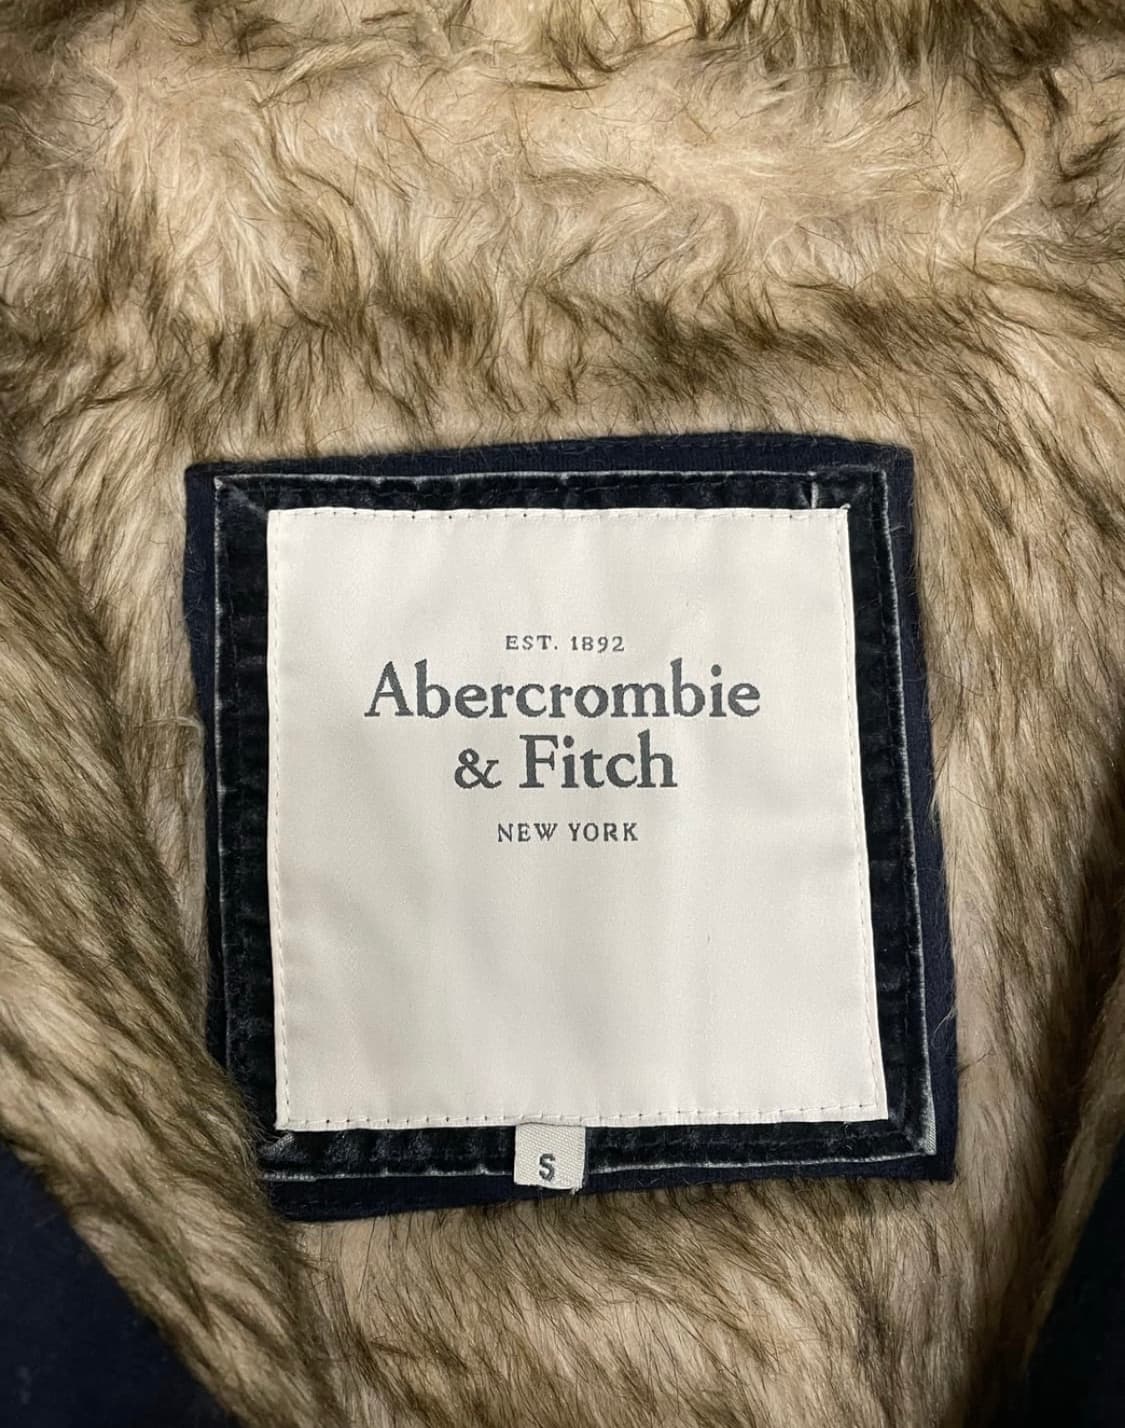 EST. 1892
Abercrombie
& Fitch
NEW YORK
S